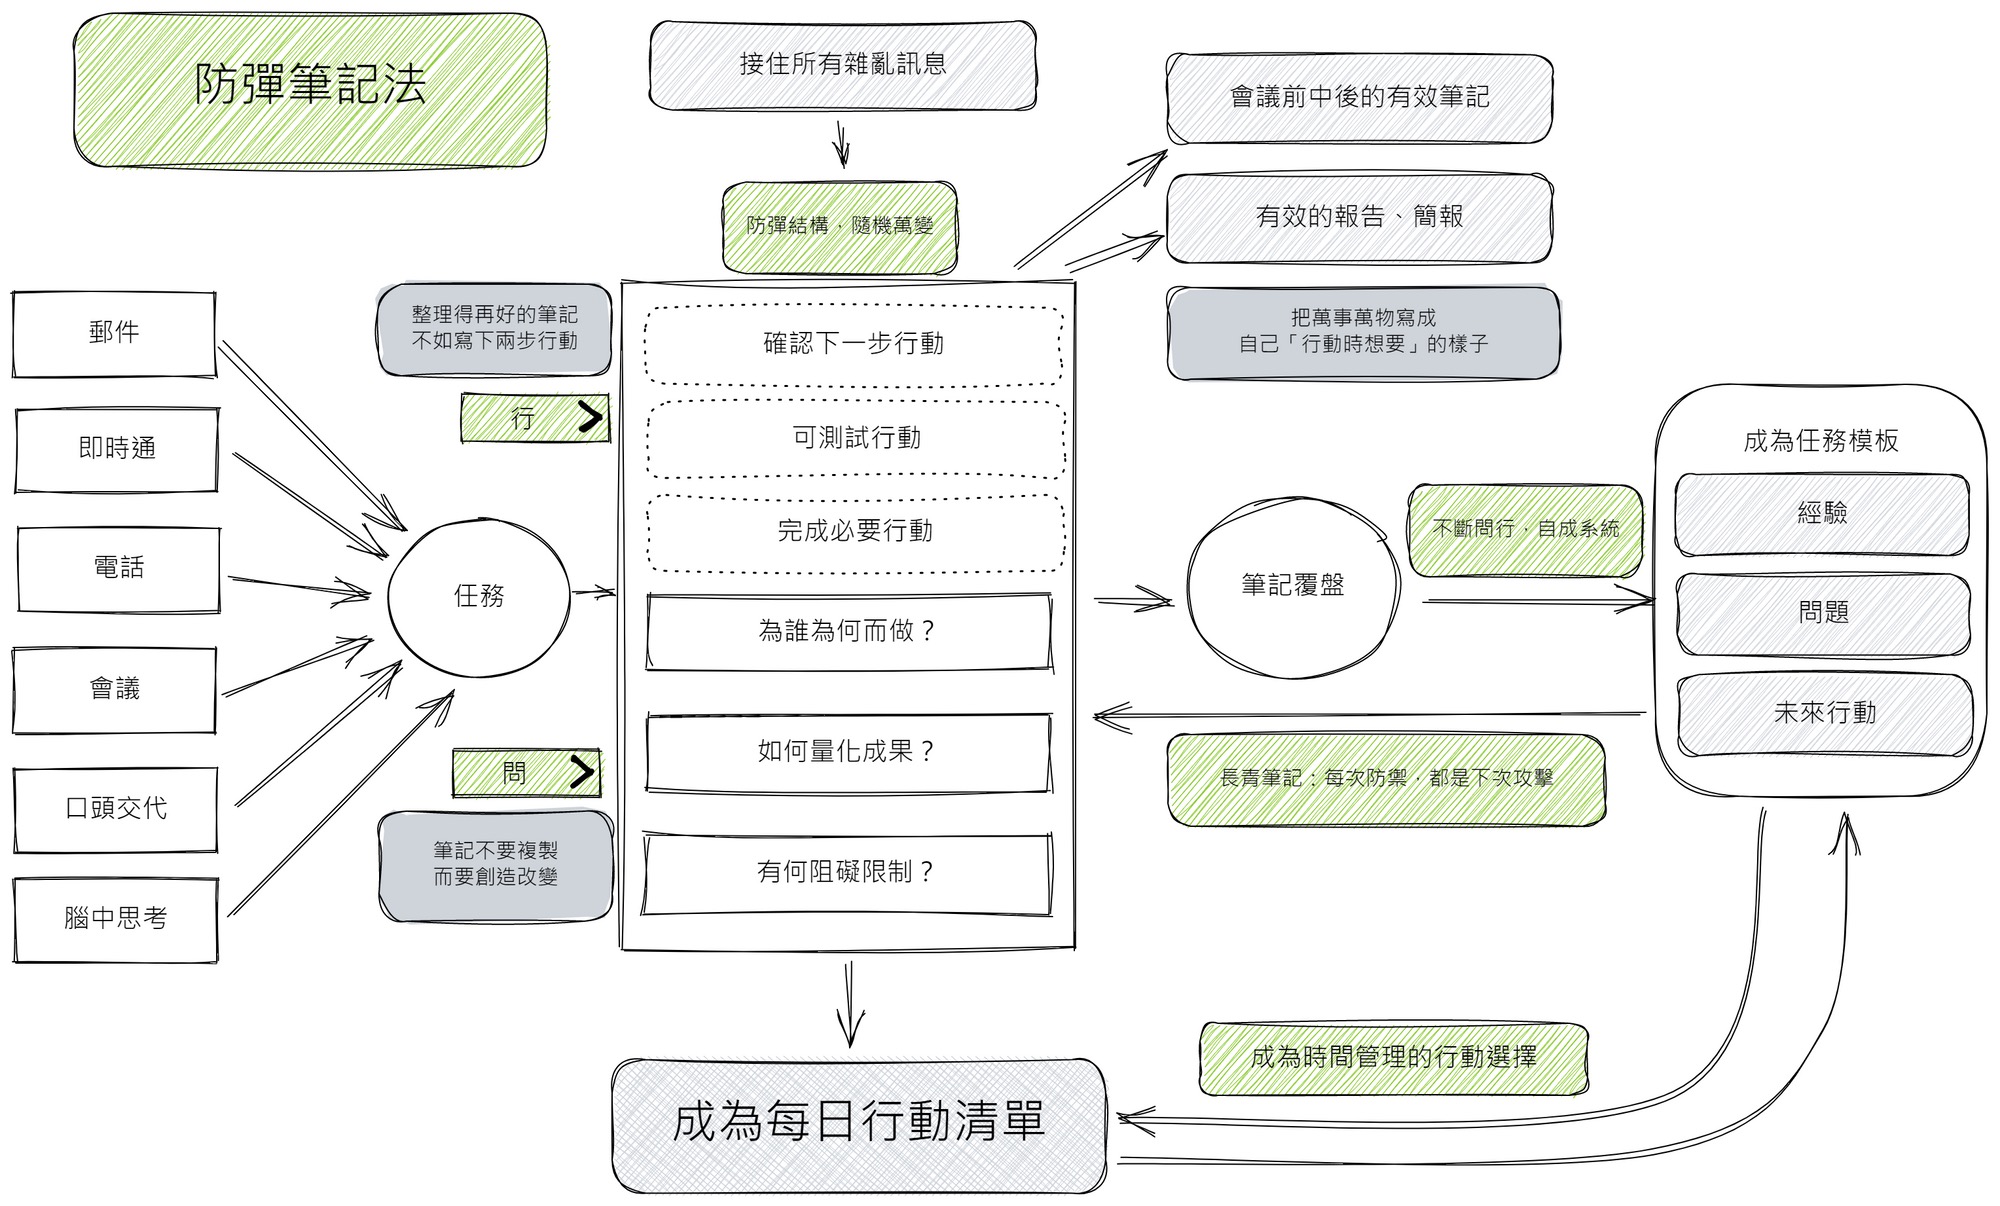 防彈筆記法
接住所有雜亂訊息
防彈結構，隨機萬變
會議前中後的有效筆記
有效的報告、簡報
把萬事萬物寫成
自己「行動時想要」的樣子
郵件
即時通
電話
會議
口頭交代
腦中思考
任務
整理得再好的筆記
不如寫下兩步行動
行
問
筆記不要複製
而要創造改變
確認下一步行動
可測試行動
完成必要行動
為誰為何而做？
如何量化成果？
有何阻礙限制？
筆記覆盤
不斷問行，自成系統
長青筆記：每次防禦，都是下次攻擊
成為任務模板
經驗
問題
未來行動
成為時間管理的行動選擇
成為每日行動清單